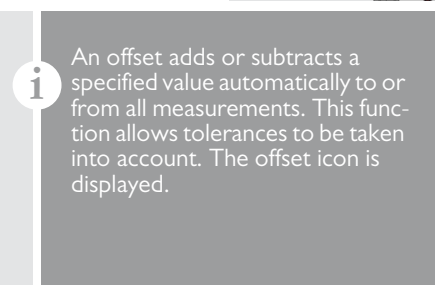 i
An offset adds or subtracts a
specified value automatically to or
from all measurements. This func-
tion allows tolerances to be taken
into account. The offset icon is
displayed.